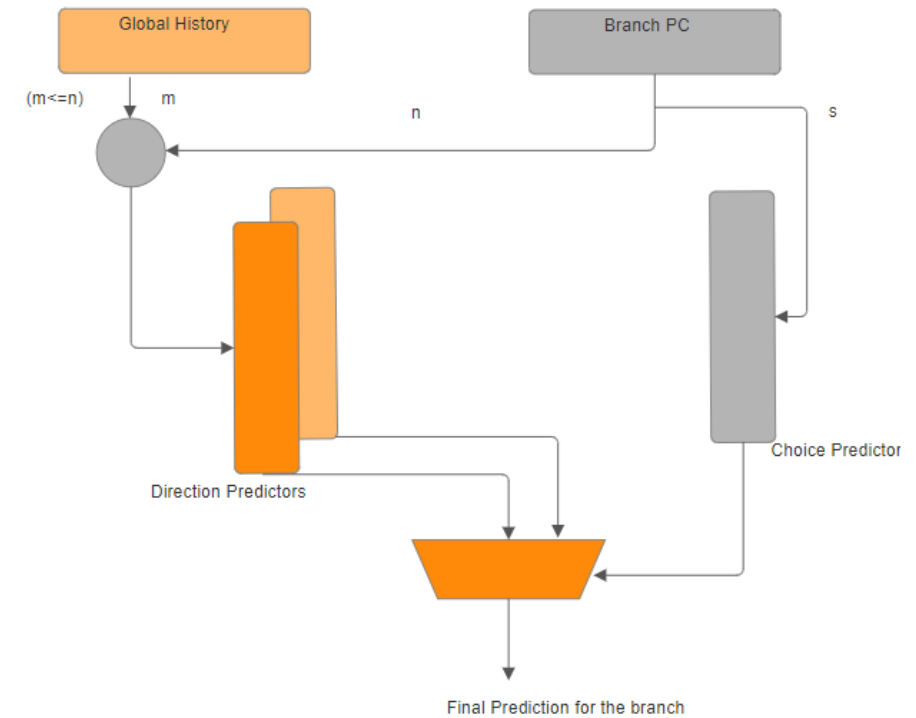 Global History
Branch PC
(m<=n)
m
n
s
Choice Predictor
Direction Predictors
Final Prediction for the branch